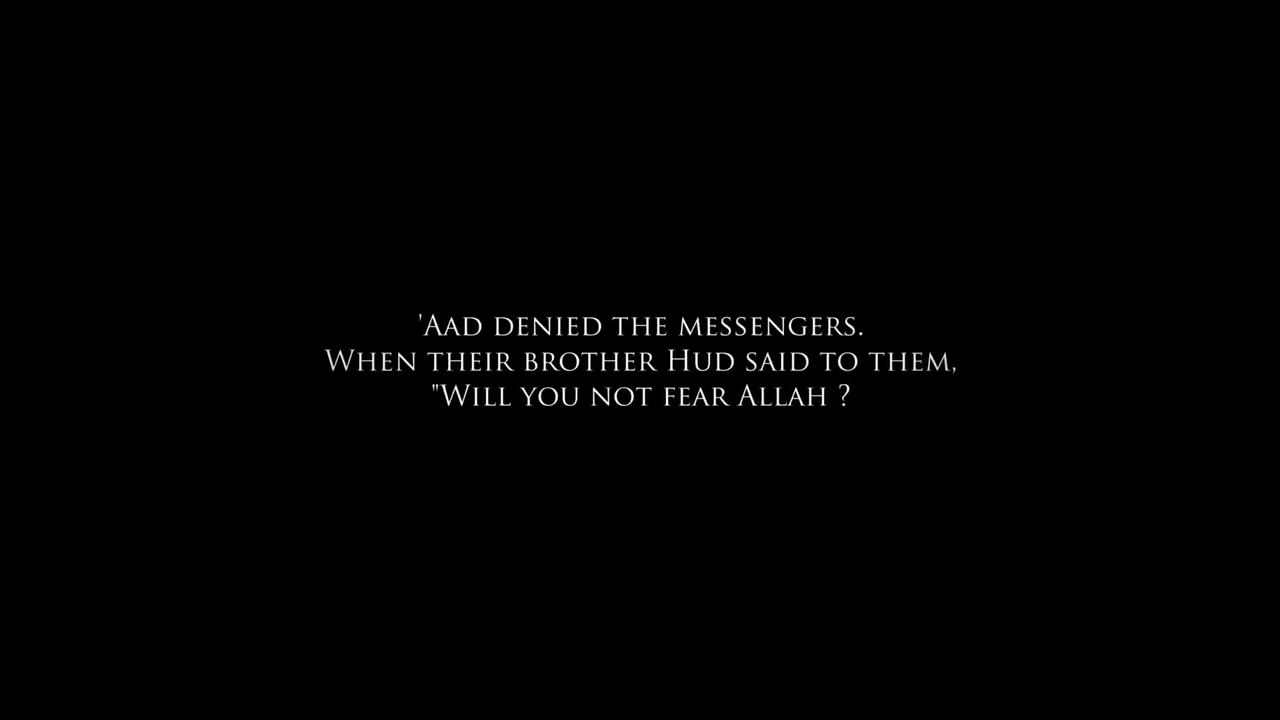 'Aad denied the messengers.
When their brother Hud said to them,
"Will you not fear Allah ?